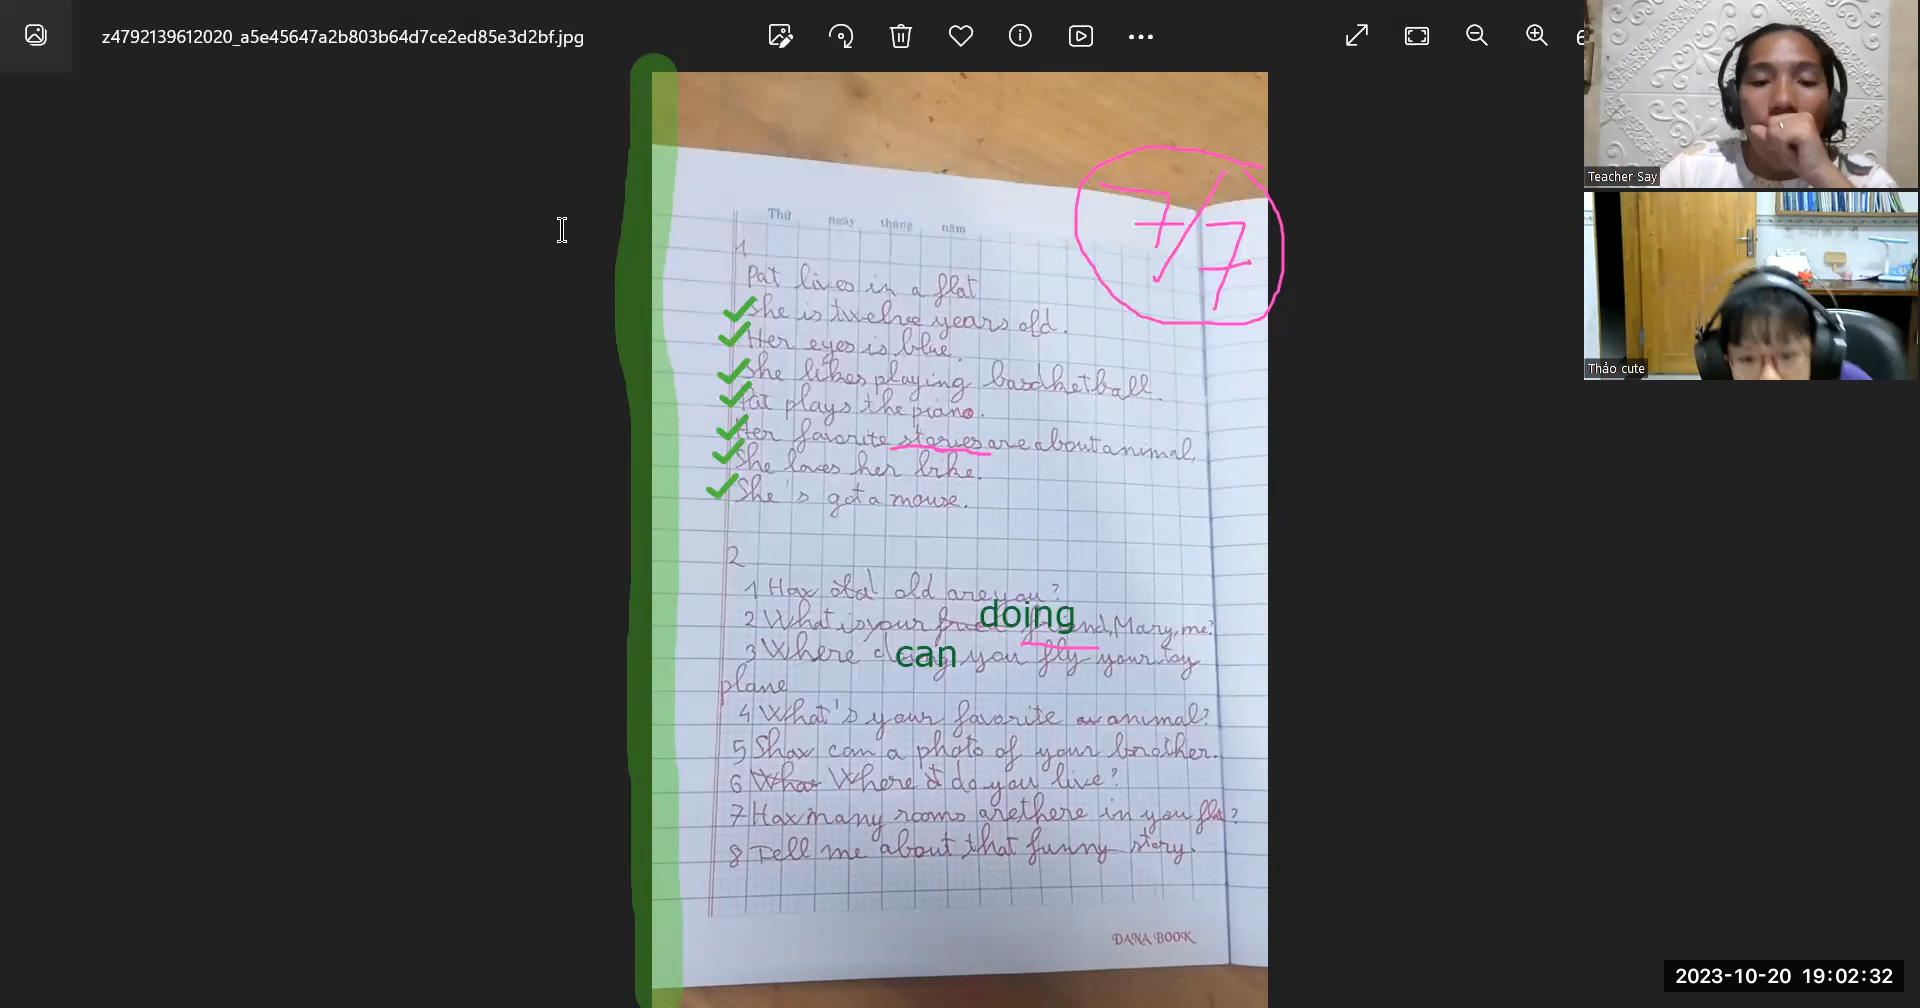 z4792139612020_a5e45647a2b803b64d7ce2ed85e3d2bf.jpg
Teacher Say
Thảo cute
7/7
Thứ ngày tháng năm
1
Pat lives in a flat
She is twelve years old.
Her eyes is blue.
She likes playing basdketball.
Pat plays the piano.
Her favorite stories are about animal.
She loves her bike.
She's got a mouse.
2
1 How old are you?
doing
2 What is your friend, Mary, me?
can
3 Where you fly your toy
plane
4 What's your favorite animal?
5 Show can a photo of your brother.
6 Where do you live?
7 How many rooms are there in you flat?
8 Tell me about that funny story.
DANA BOOK
2023-10-20 19:02:32